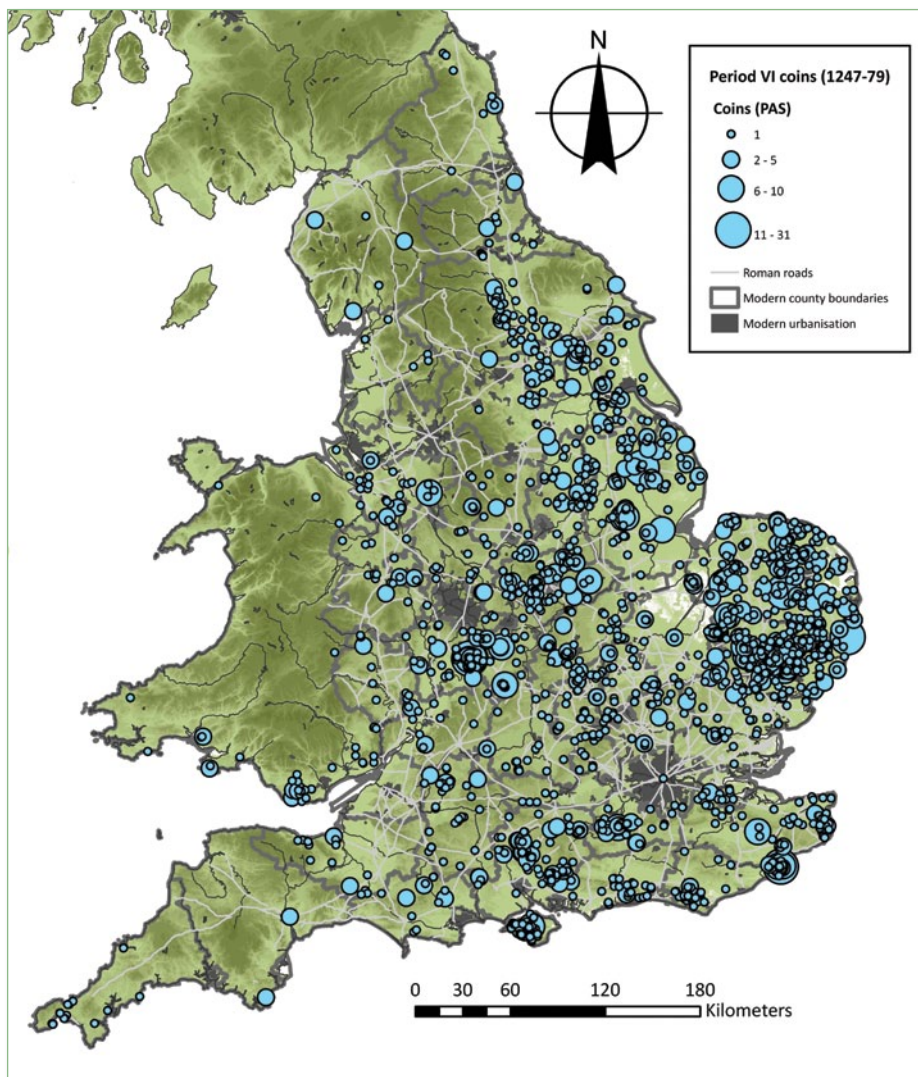 N
Period VI coins (1247-79)
Coins (PAS)
1
2 - 5
6 - 10
11 - 31
Roman roads
Modern county boundaries
Modern urbanisation
0 30 60 120 180
Kilometers